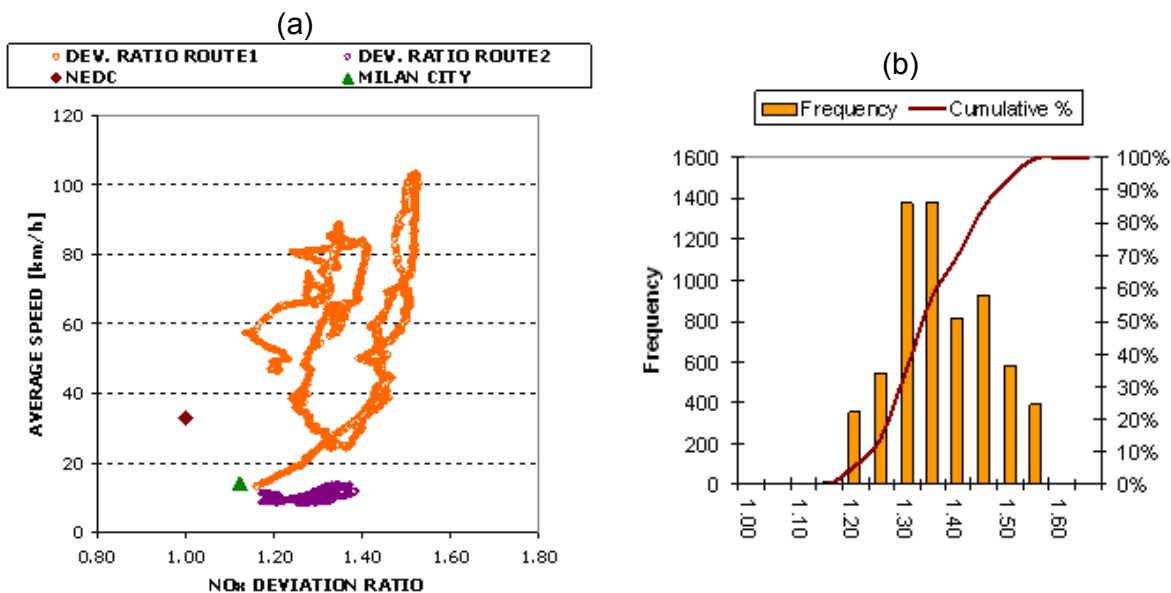 (a)
DEV. RATIO ROUTE1 DEV. RATIO ROUTE2
NEDC MILAN CITY
120
100
80
60
40
20
0
AVERAGE SPEED [km/h]
0.80 1.00 1.20 1.40 1.60 1.80
NOx DEVIATION RATIO
(b)
Frequency Cumulative %
1600
1400
1200
1000
800
600
400
200
0
Frequency
100%
90%
80%
70%
60%
50%
40%
30%
20%
10%
0%
1.00 1.10 1.20 1.30 1.40 1.50 1.60